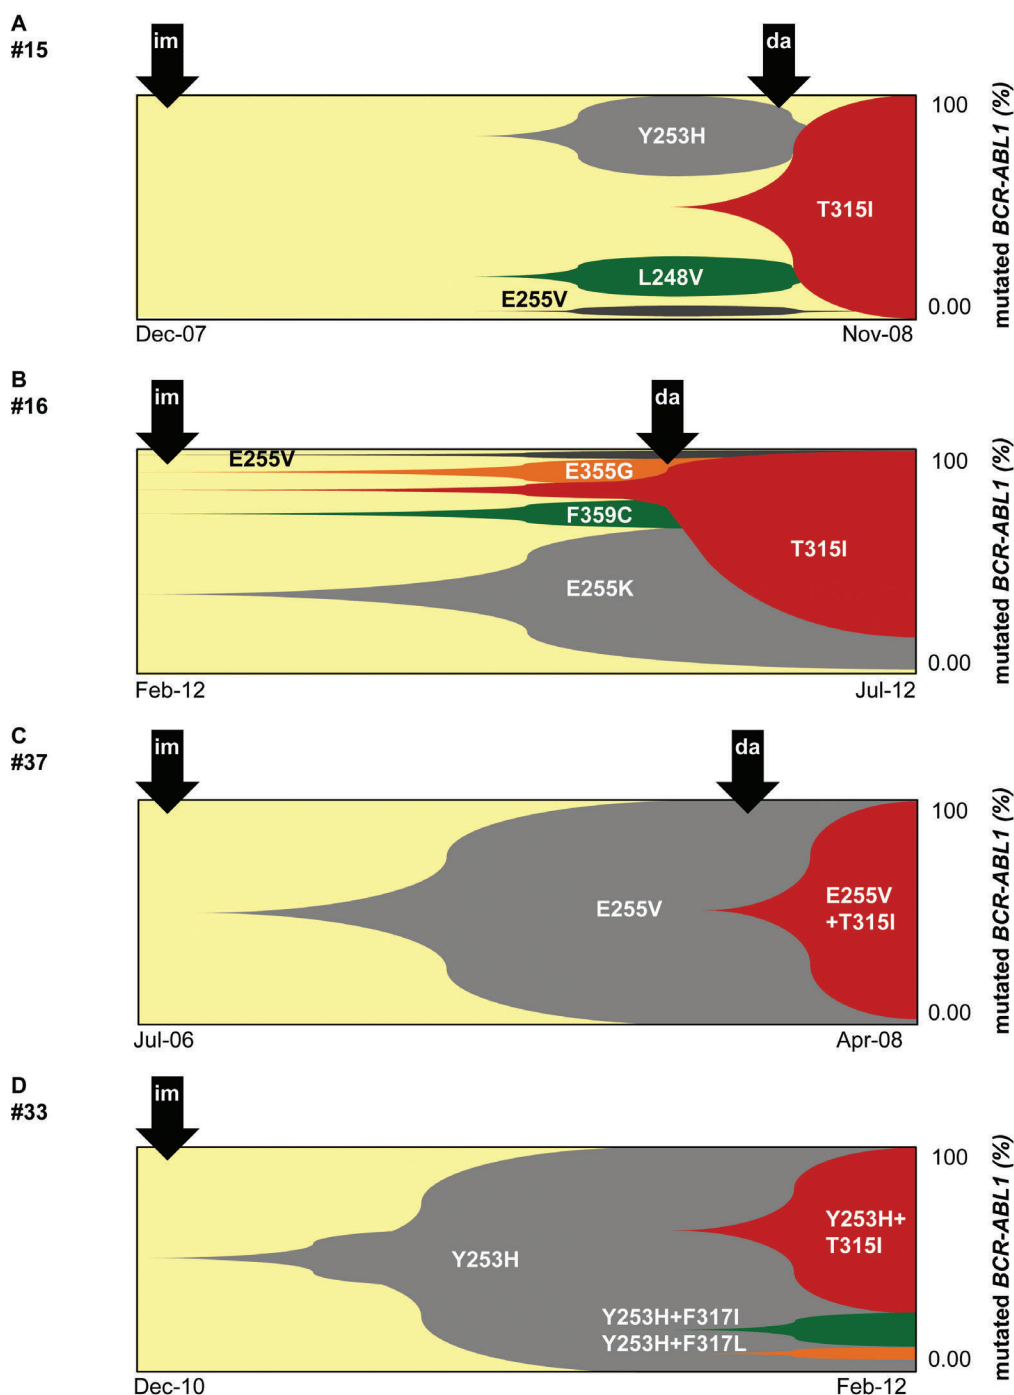 A
#15
im
da
Y253H
T315I
L248V
E255V
100
0.00
mutated BCR-ABL1 (%)
Dec-07
Nov-08
B
#16
im
da
E255V
E355G
F359C
T315I
E255K
100
0.00
mutated BCR-ABL1 (%)
Feb-12
Jul-12
C
#37
im
da
E255V
E255V
+T315I
100
0.00
mutated BCR-ABL1 (%)
Jul-06
Apr-08
D
#33
im
Y253H
Y253H+
T315I
Y253H+F317I
Y253H+F317L
100
0.00
mutated BCR-ABL1 (%)
Dec-10
Feb-12